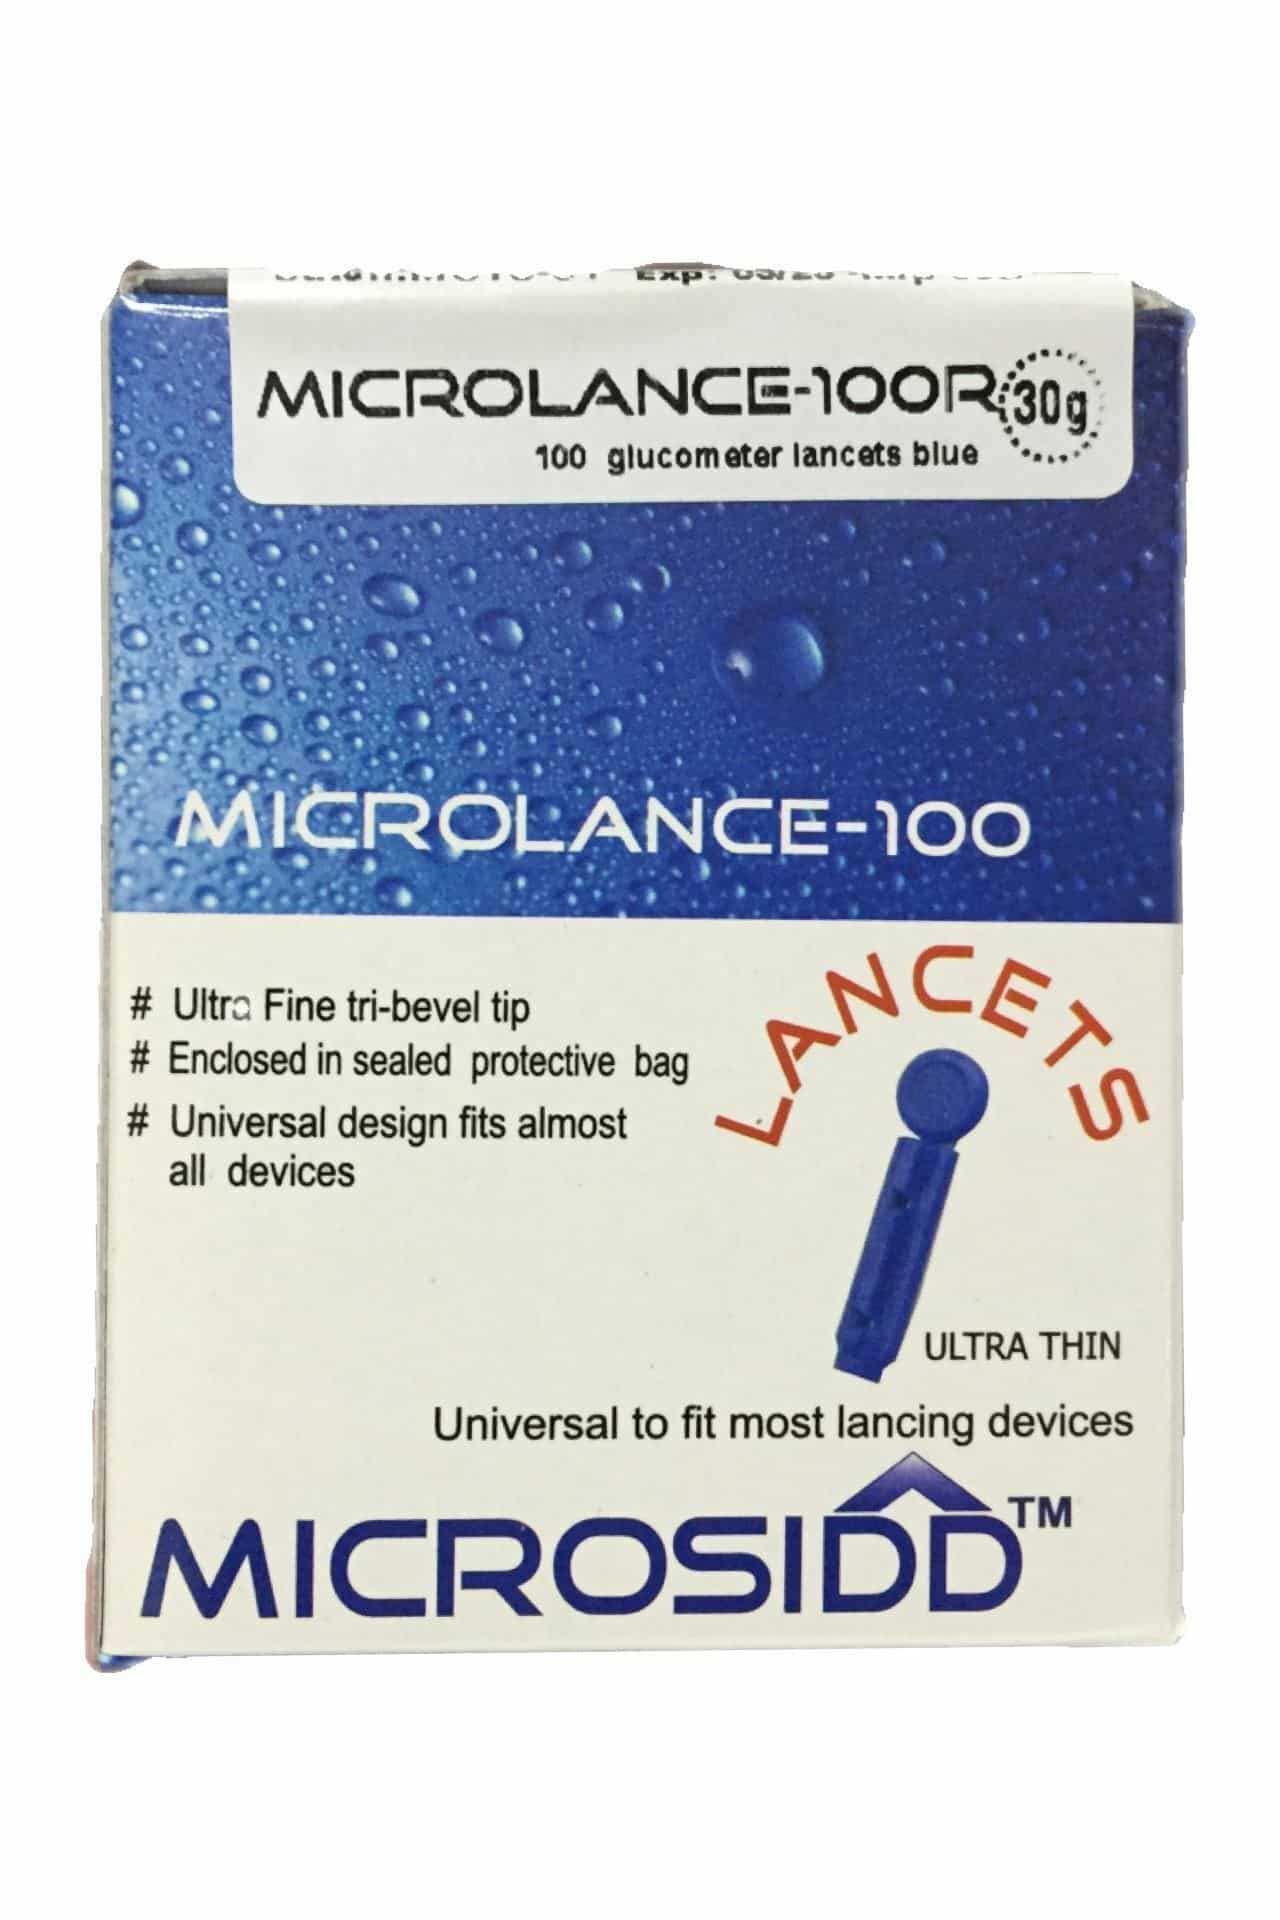 Exp:
MICROLANCE-100R 30g
100 glucometer lancets blue
MICROLANCE-100
LANCETS
# Ultra Fine tri-bevel tip
# Enclosed in sealed protective bag
# Universal design fits almost
all devices
ULTRA THIN
Universal to fit most lancing devices
MICROSIDD™